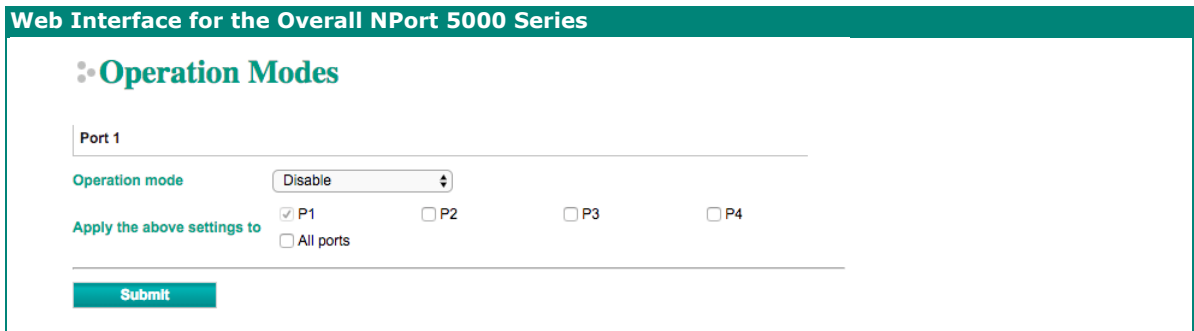 Web Interface for the Overall NPort 5000 Series
Operation Modes
Port 1
Operation mode Disable
P1 P2 P3 P4
Apply the above settings to
All ports
Submit